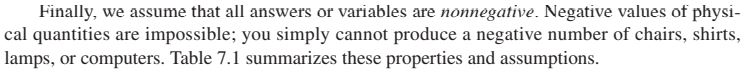 Finally, we assume that all answers or variables are nonnegative. Negative values of physi-
cal quantities are impossible; you simply cannot produce a negative number of chairs, shirts,
lamps, or computers. Table 7.1 summarizes these properties and assumptions.